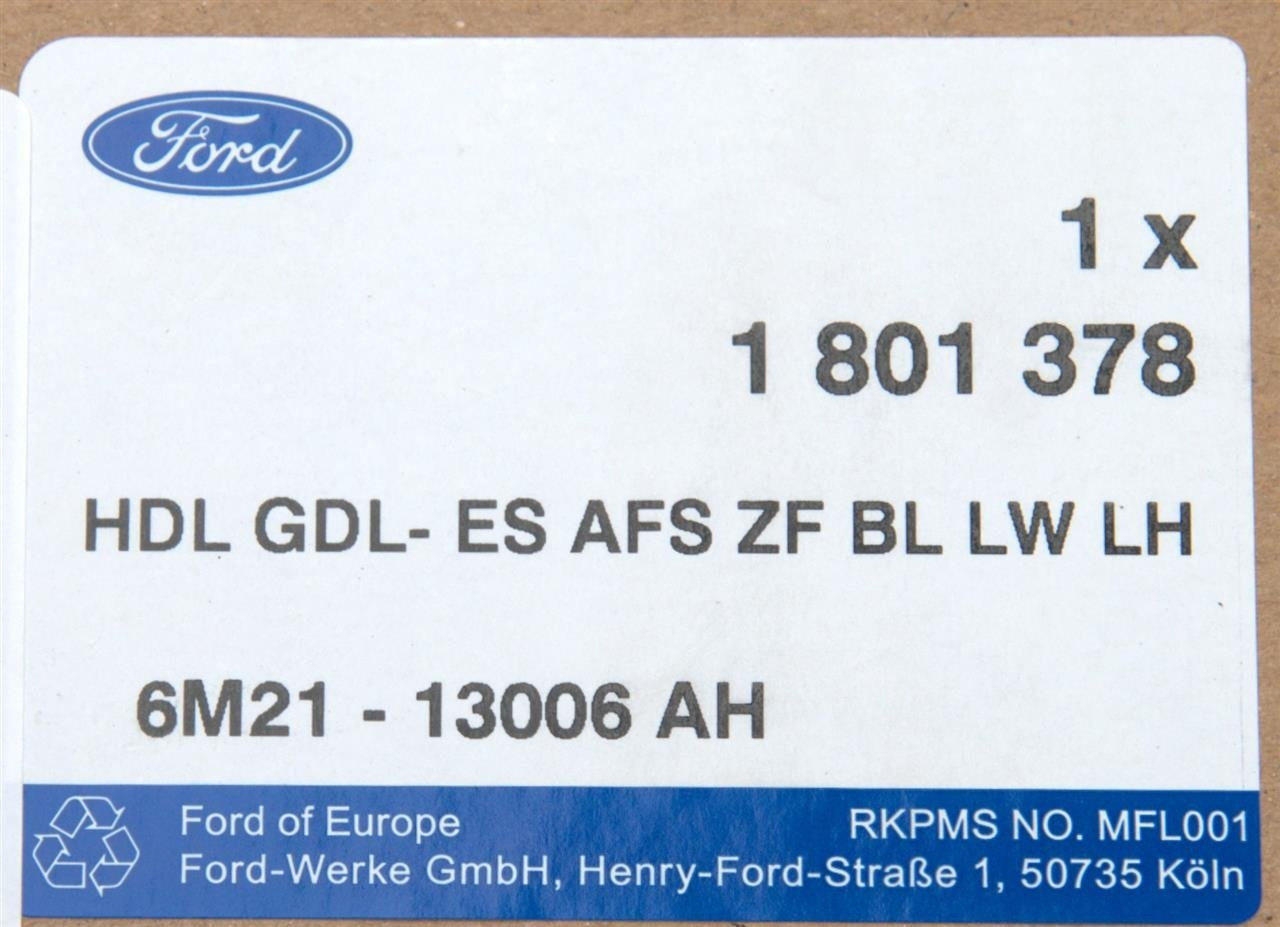 Ford
1 x
1 801 378
HDL GDL- ES AFS ZF BL LW LH
6M21 - 13006 AH
Ford of Europe RKPMS NO. MFL001
Ford-Werke GmbH, Henry-Ford-Straße 1, 50735 Köln